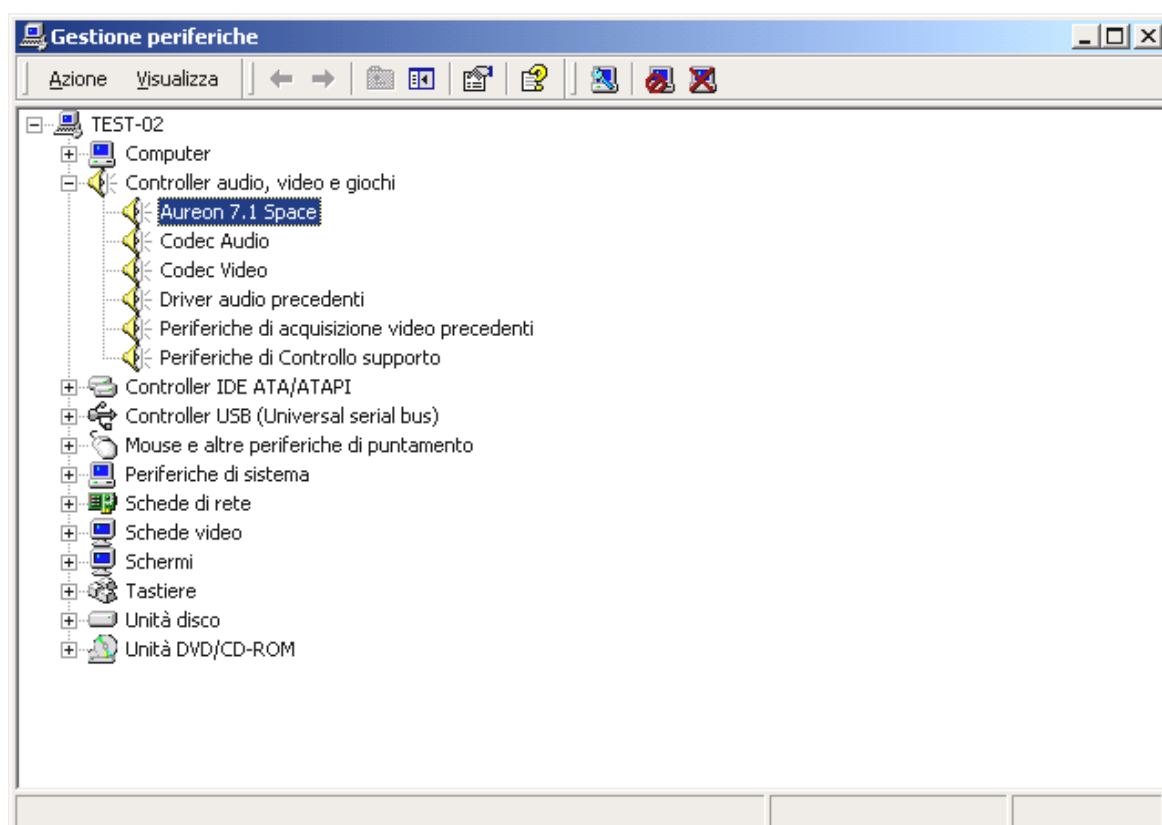 Gestione periferiche
Azione Visualizza
TEST-02
Computer
Controller audio, video e giochi
Aureon 7.1 Space
Codec Audio
Codec Video
Driver audio precedenti
Periferiche di acquisizione video precedenti
Periferiche di Controllo supporto
Controller IDE ATA/ATAPI
Controller USB (Universal serial bus)
Mouse e altre periferiche di puntamento
Periferiche di sistema
Schede di rete
Schede video
Schermi
Tastiere
Unità disco
Unità DVD/CD-ROM